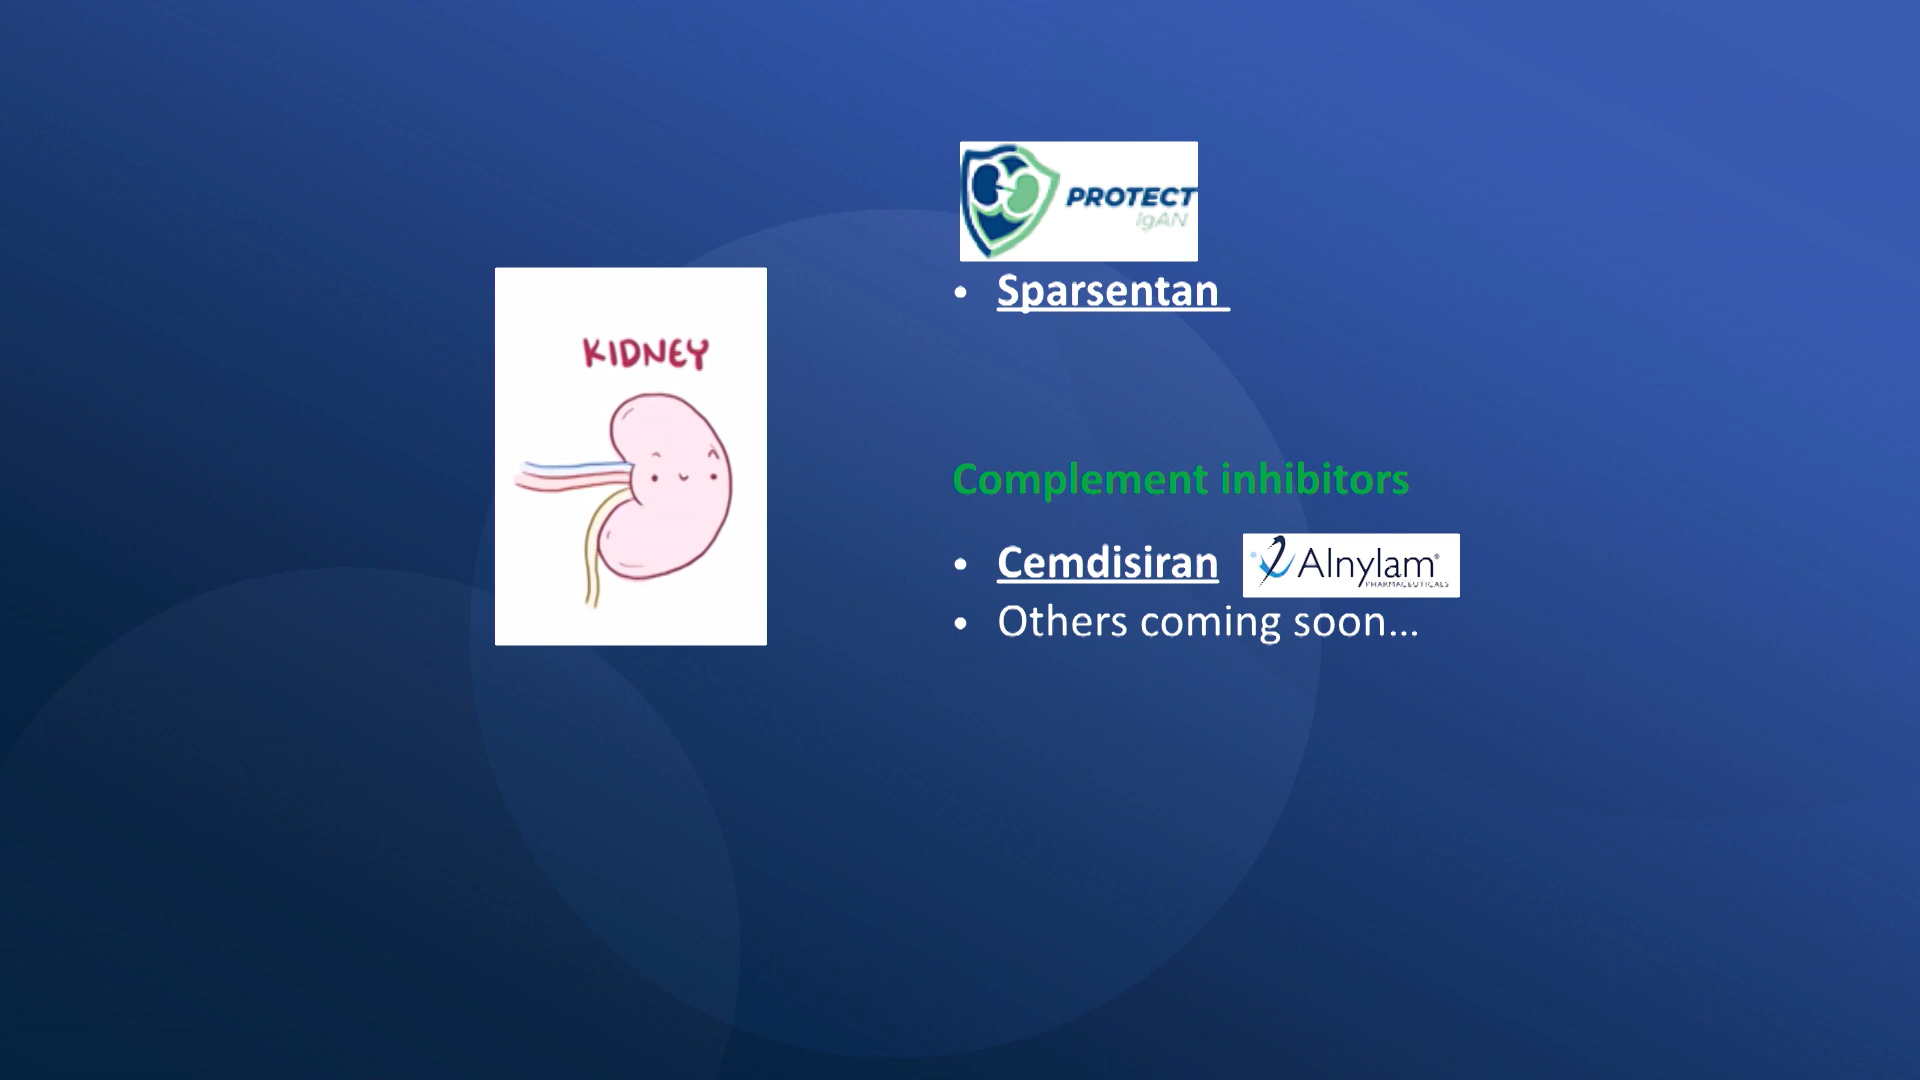 PROTECT
IgAN
• Sparsentan
KIDNEY
Complement inhibitors
• Cemdisiran
Alnylam®
PHARMACEUTICALS
• Others coming soon...